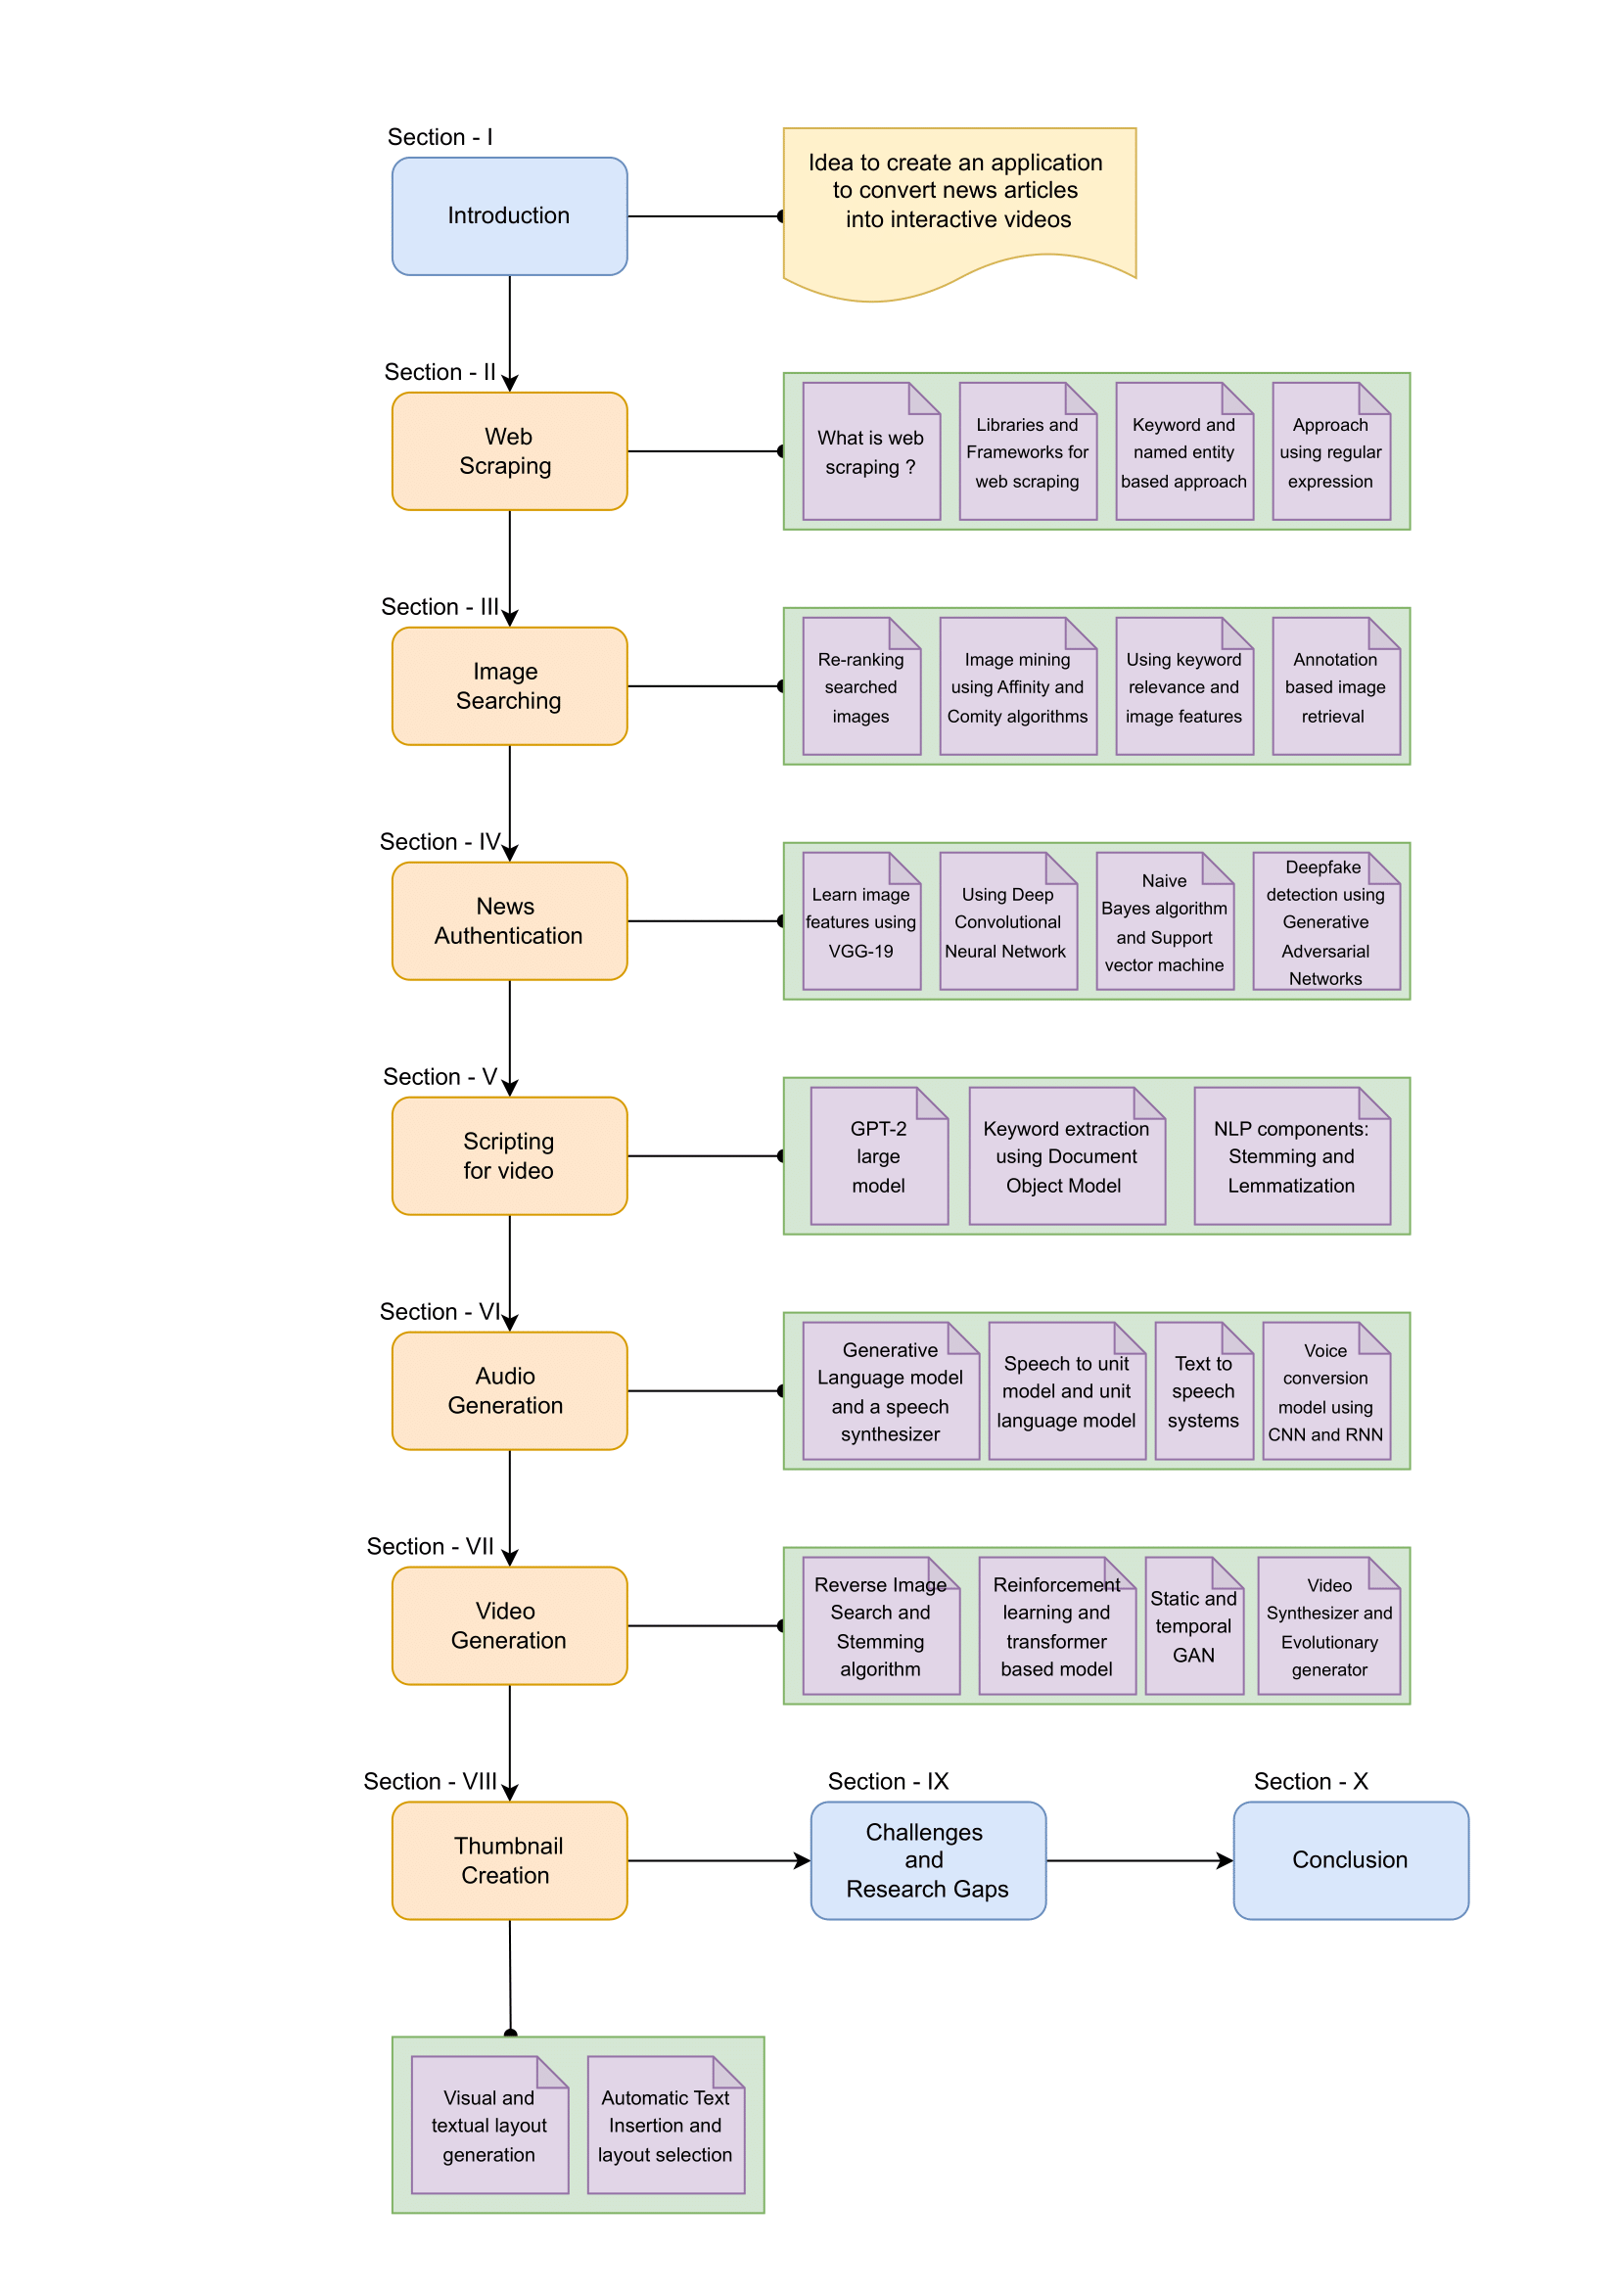 Section - I
Introduction
Idea to create an application
to convert news articles
into interactive videos
Section - II
Web
Scraping
What is web
scraping ?
Libraries and
Frameworks for
web scraping
Keyword and
named entity
based approach
Approach
using regular
expression
Section - III
Image
Searching
Re-ranking
searched
images
Image mining
using Affinity and
Comity algorithms
Using keyword
relevance and
image features
Annotation
based image
retrieval
Section - IV
News
Authentication
Learn image
features using
VGG-19
Using Deep
Convolutional
Neural Network
Naive
Bayes algorithm
and Support
vector machine
Deepfake
detection using
Generative
Adversarial
Networks
Section - V
Scripting
for video
GPT-2
large
model
Keyword extraction
using Document
Object Model
NLP components:
Stemming and
Lemmatization
Section - VI
Audio
Generation
Generative
Language model
and a speech
synthesizer
Speech to unit
model and unit
language model
Text to
speech
systems
Voice
conversion
model using
CNN and RNN
Section - VII
Video
Generation
Reverse Image
Search and
Stemming
algorithm
Reinforcement
learning and
transformer
based model
Static and
temporal
GAN
Video
Synthesizer and
Evolutionary
generator
Section - VIII
Thumbnail
Creation
Section - IX
Challenges
and
Research Gaps
Section - X
Conclusion
Visual and
textual layout
generation
Automatic Text
Insertion and
layout selection